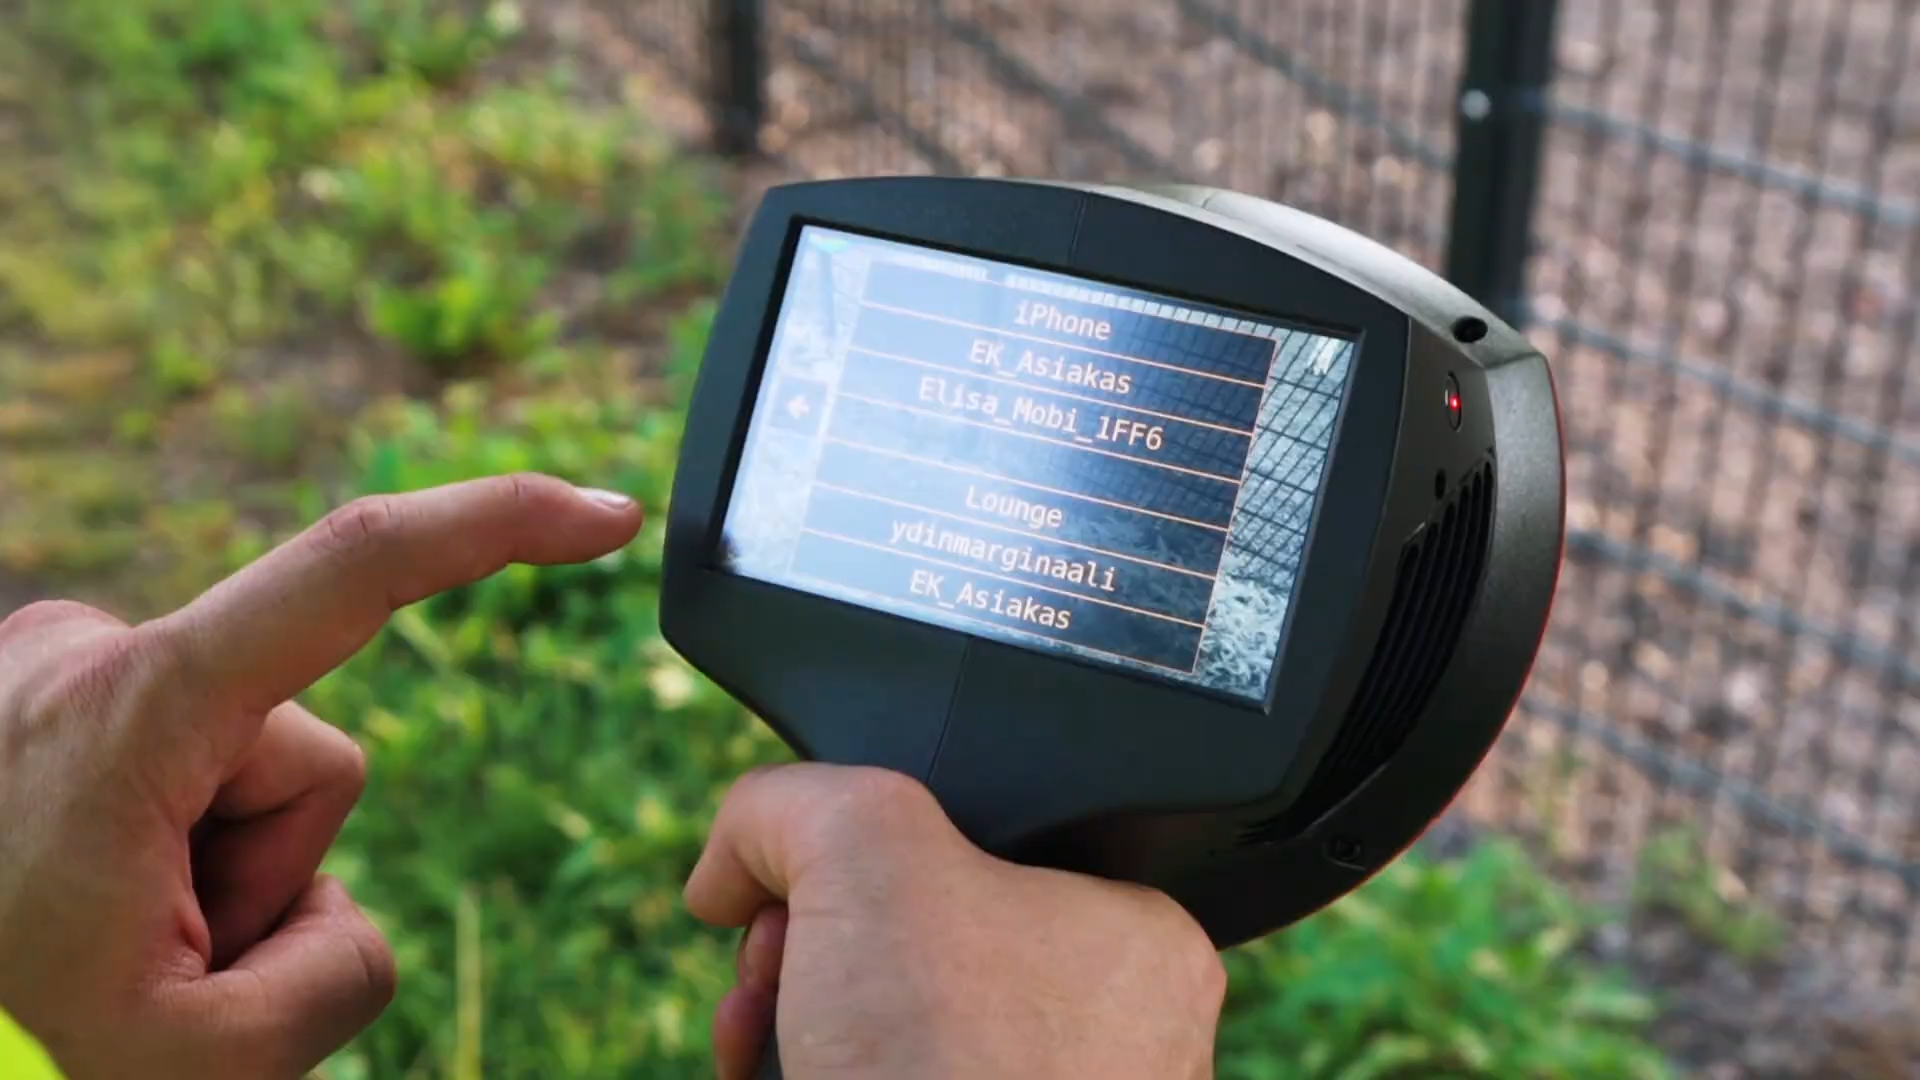 iPhone
EK_Asiakas
Elisa_Mobi_1FF6
Lounge
ydinmarginaali
EK_Asiakas